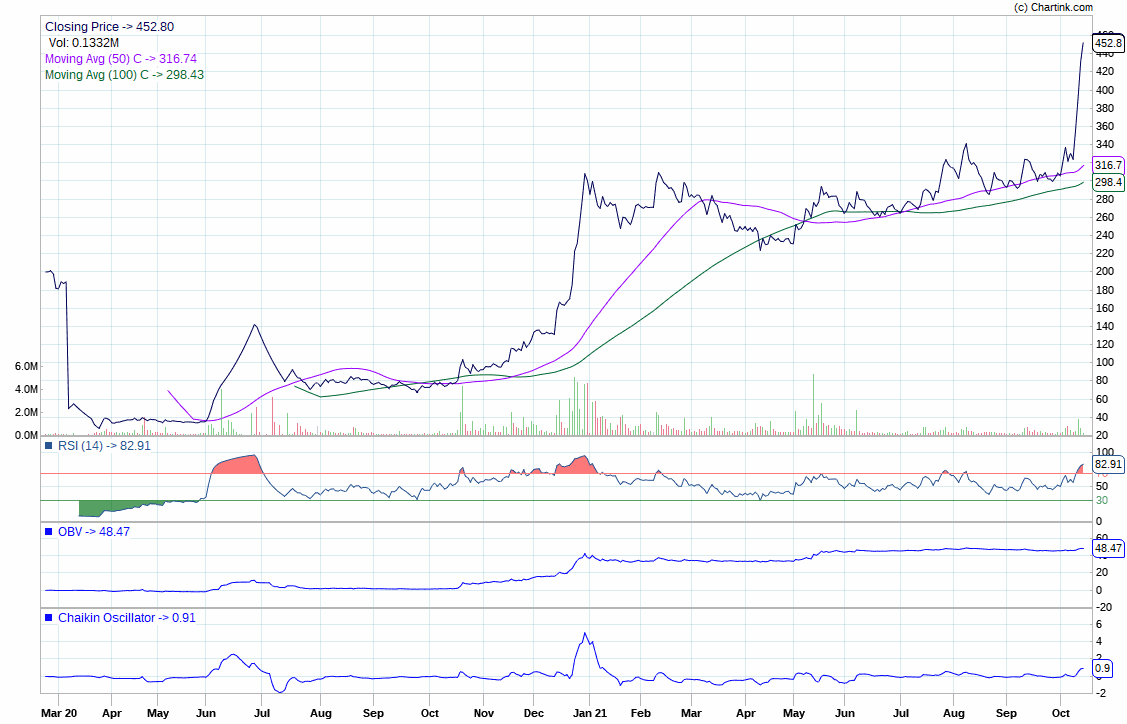 (c) Chartink.com
Closing Price -> 452.80
Vol: 0.1332M
Moving Avg (50) C -> 316.74
Moving Avg (100) C -> 298.43
452.8
440
420
400
380
360
340
316.7
298.4
280
260
240
220
200
180
160
140
120
100
80
60
40
20
6.0M
4.0M
2.0M
0.0M
RSI (14) -> 82.91
100
82.91
50
30
0
OBV -> 48.47
60
48.47
20
0
-20
Chaikin Oscillator -> 0.91
6
4
2
0.9
-2
Mar 20 Apr May Jun Jul Aug Sep Oct Nov Dec Jan 21 Feb Mar Apr May Jun Jul Aug Sep Oct